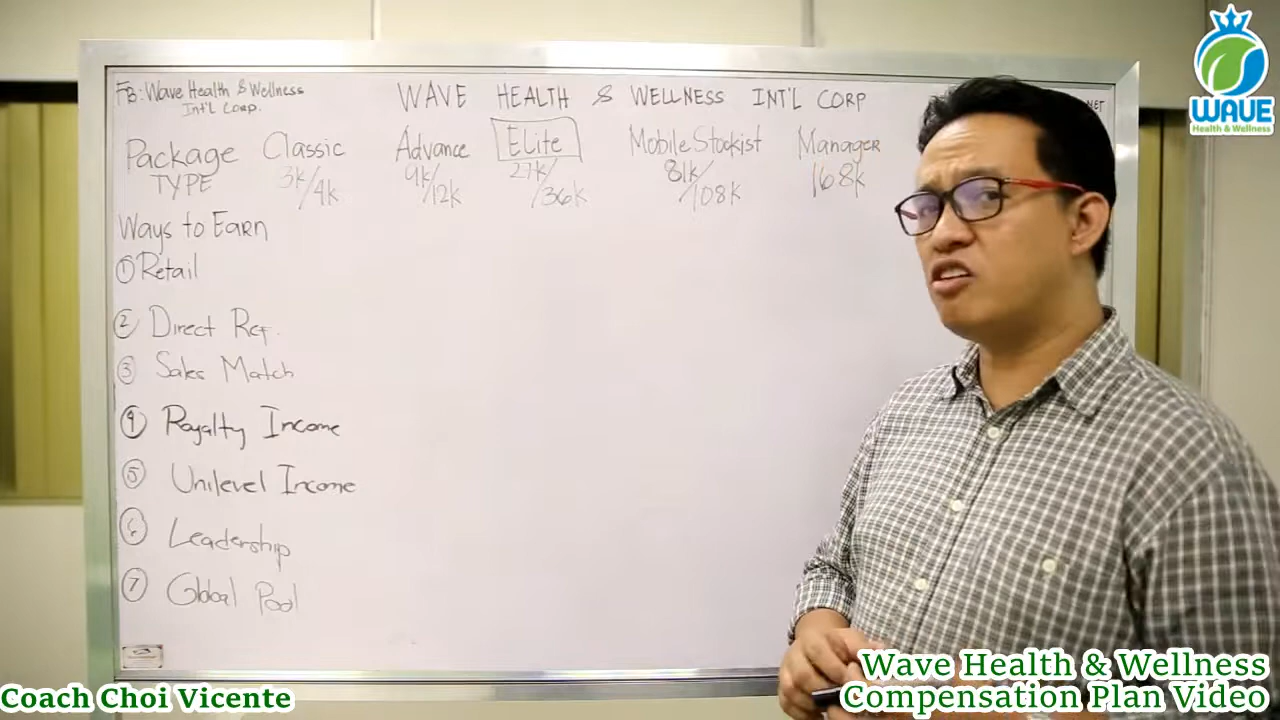 FB: Wave Health & Wellness
Int'l Corp.
WAVE HEALTH & WELLNESS INT'L CORP
NET
WAVE
Health & Wellness
Package TYPE
Classic 3k/4k
Advance 9k/12k
Elite 27k/36k
Mobile Stockist 81k/108k
Manager 168k
Ways to Earn
① Retail
② Direct Ref.
③ Sales Match
④ Royalty Income
⑤ Unilevel Income
⑥ Leadership
⑦ Global Pool
Wave Health & Wellness
Compensation Plan Video
Coach Choi Vicente